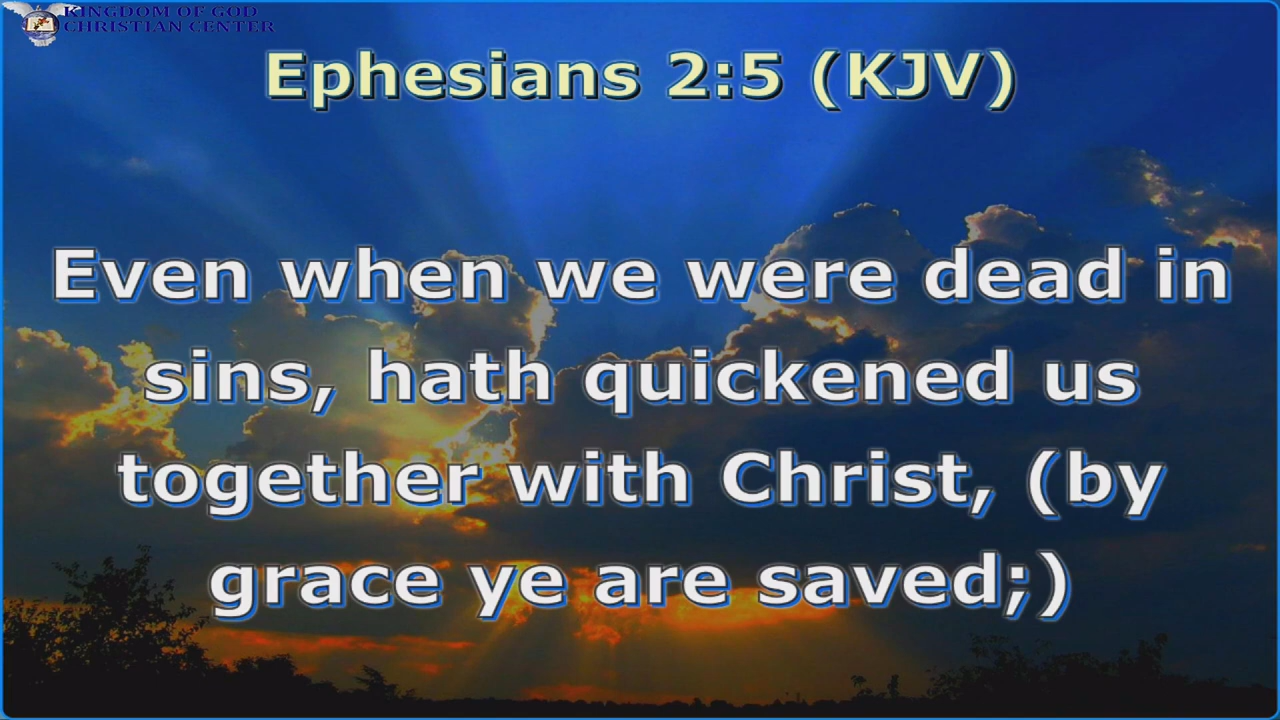 KINGDOM OF GOD
CHRISTIAN CENTER
Ephesians 2:5 (KJV)
Even when we were dead in
sins, hath quickened us
together with Christ, (by
grace ye are saved;)